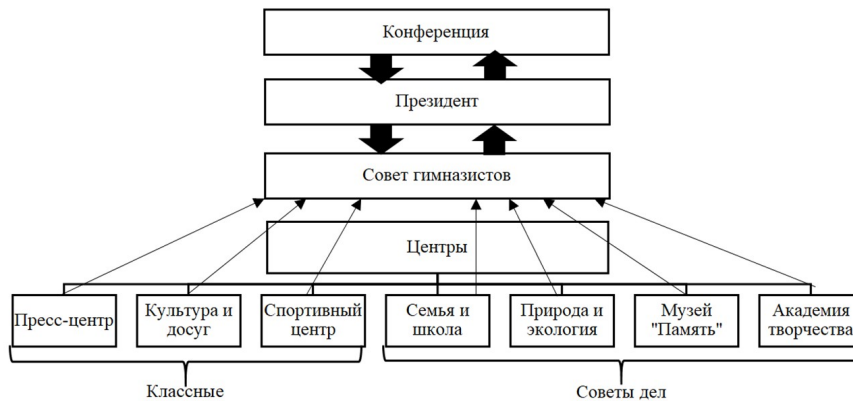 Конференция
Президент
Совет гимназистов
Центры
Пресс-центр
Культура и
досуг
Спортивный
центр
Семья и
школа
Природа и
экология
Музей
"Память"
Академия
творчества
Классные
Советы дел